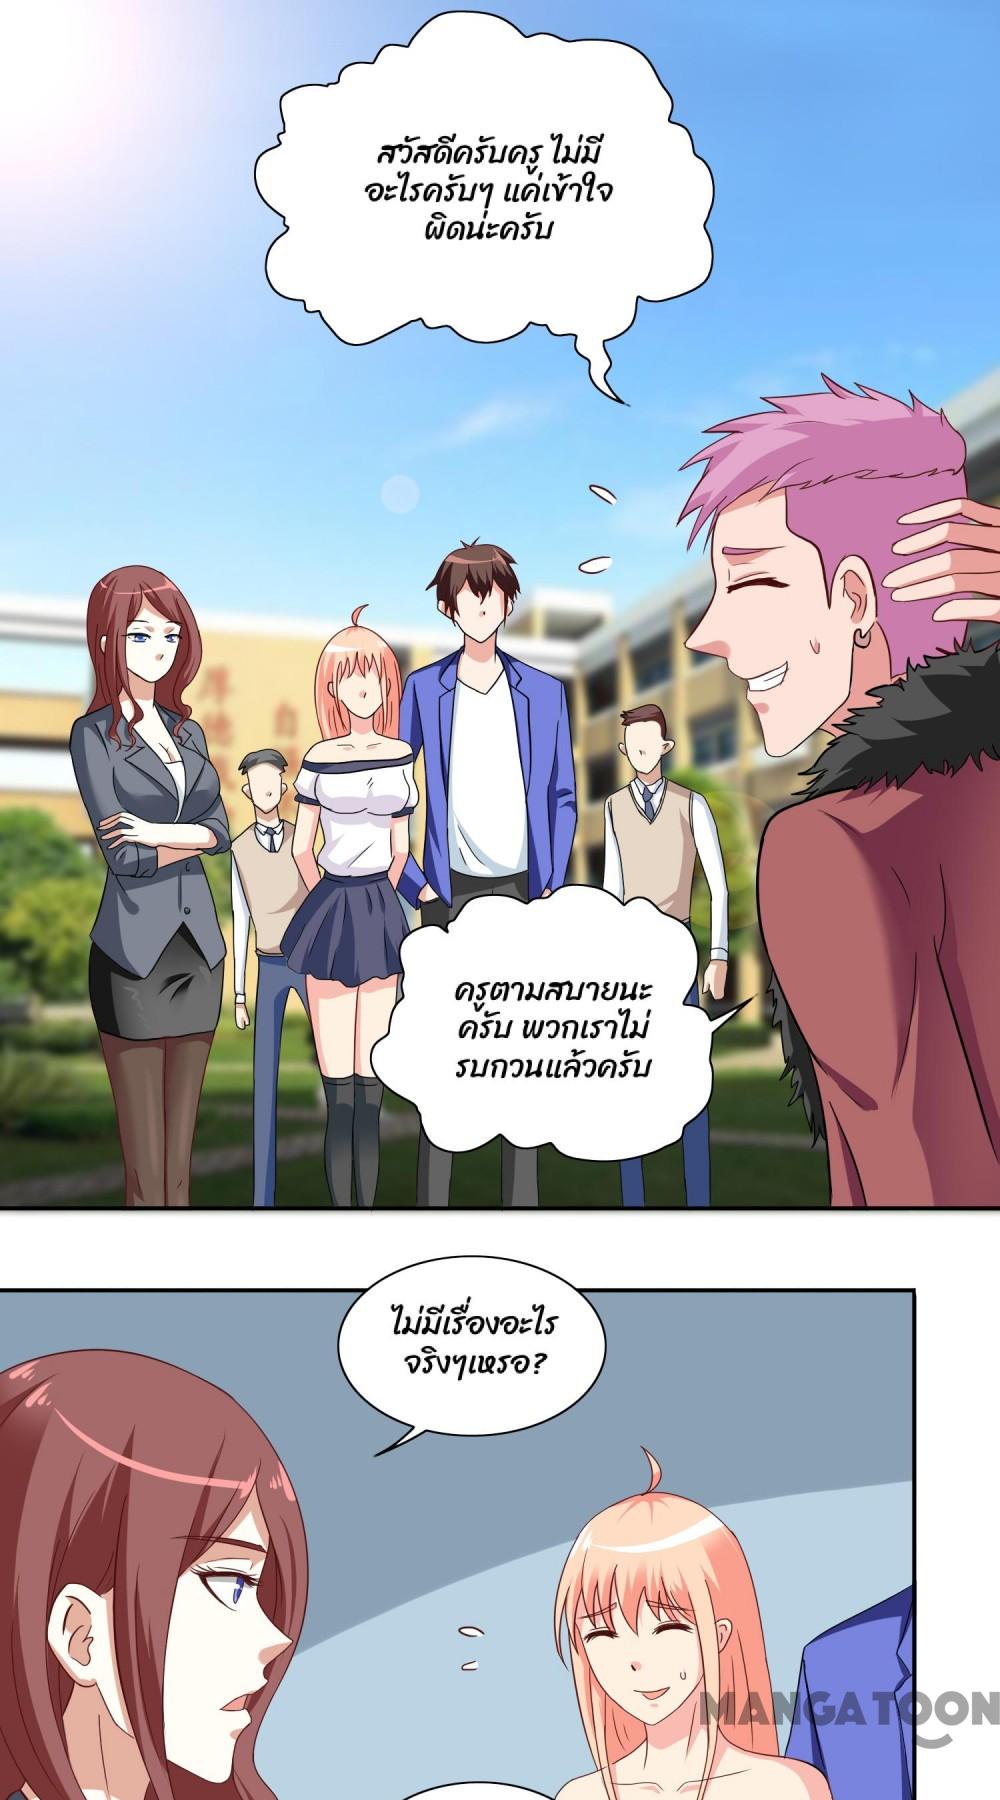 สวัสดีครับครู ไม่มี
อะไรครับๆ แค่เข้าใจ
ผิดน่ะครับ
厚德
自
ครูตามสบายนะ
ครับ พวกเราไม่
รบกวนแล้วครับ
ไม่มีเรื่องอะไร
จริงๆเหรอ?
MANGATOON